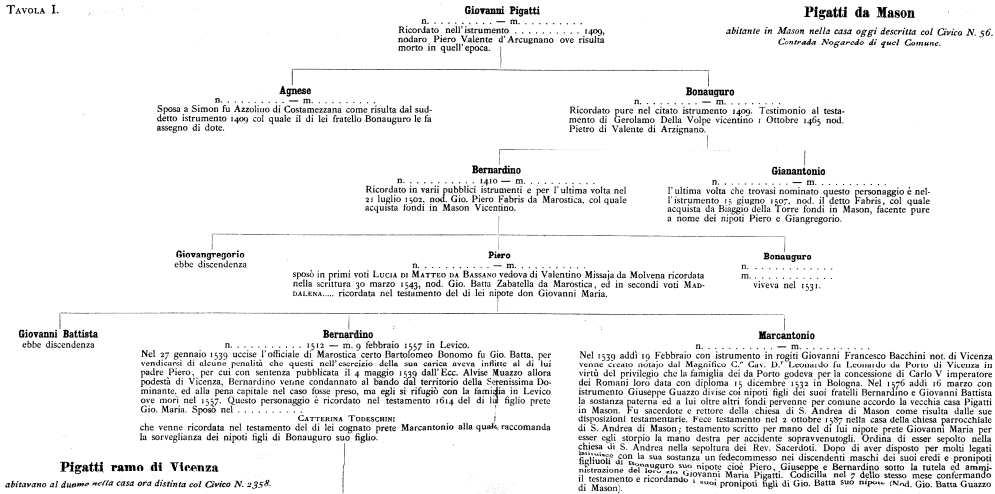 TAVOLA I.
Pigatti da Mason
abitante in Mason nella casa oggi descritta col Civico N. 56.
Contrada Nogaredo di quel Comune.
Giovanni Pigatti
n. . . . . . . . . . — m. . . . . . . . . .
Ricordato nell'istrumento . . . . . . . . . . 1409,
nodaro Piero Valente d'Arcugnano ove risulta
morto in quell'epoca.
Agnese
n. . . . . . . . . . — m. . . . . . . . . .
Sposa a Simon fu Azzolino di Costamezzana come risulta dal sud-
detto istrumento 1409 col quale il di lei fratello Bonauguro le fa
assegno di dote.
Bonauguro
n. . . . . . . . . . — m. . . . . . . . . .
Ricordato pure nel citato istrumento 1409. Testimonio al testa-
mento di Gerolamo Della Volpe vicentino 1 Ottobre 1465 nod.
Pietro di Valente di Arzignano.
Bernardino
n. . . . . . . . . . 1410 — m. . . . . . . . . .
Ricordato in varii pubblici istrumenti e per l'ultima volta nel
21 luglio 1502, nod. Gio. Piero Fabris da Marostica, col quale
acquista fondi in Mason Vicentino.
Gianantonio
n. . . . . . . . . . — m. . . . . . . . . .
l'ultima volta che trovasi nominato questo personaggio è nel-
l'istrumento 15 giugno 1507, nod. il detto Fabris, col quale
acquista da Biaggio della Torre fondi in Mason, facente pure
a nome dei nipoti Piero e Giangregorio.
Giovangregorio
ebbe discendenza
Piero
n. . . . . . . . . . — m. . . . . . . . . .
sposò in primi voti LUCIA DI MATTEO DA BASSANO vedova di Valentino Missaja da Molvena ricordata
nella scrittura 30 marzo 1543, nod. Gio. Batta Zabatella da Marostica, ed in secondi voti MAD-
DALENA..... ricordata nel testamento del di lei nipote don Giovanni Maria.
Bonauguro
n. . . . . . . . . .
m. . . . . . . . . .
viveva nel 1531.
Giovanni Battista
ebbe discendenza
Bernardino
n. . . . . . . . . . 1512 — m. 9 febbraio 1557 in Levico.
Nel 27 gennaio 1539 uccise l'officiale di Marostica certo Bartolomeo Bonomo fu Gio. Batta, per
vendicarsi di alcune penalità che questi nell'esercizio della sua carica aveva inflitte al di lui
padre Piero, per cui con sentenza pubblicata il 4 maggio 1539 dall'Ecc. Alvise Muazzo allora
podestà di Vicenza, Bernardino venne condannato al bando dal territorio della Serenissima Do-
minante, ed alla pena capitale nel caso fosse preso, ma egli si rifugiò con la famiglia in Levico
ove morì nel 1557. Questo personaggio è ricordato nel testamento 1614 del di lui figlio prete
Gio. Maria. Sposò nel . . . . . . . . . .
CATTERINA TODESCHINI
che venne ricordata nel testamento del di lei cognato prete Marcantonio alla quale raccomanda
la sorveglianza dei nipoti figli di Bonauguro suo figlio.
Marcantonio
n. . . . . . . . . . — m. . . . . . . . . .
Nel 1539 addì 19 Febbraio con istrumento in rogiti Giovanni Francesco Bacchini not. di Vicenza
venne creato notajo dal Magnifico C.° Cav. D.r Leonardo fu Leonardo da Porto di Vicenza in
virtù del privilegio che la famiglia dei da Porto godeva per la concessione di Carlo V imperatore
dei Romani loro data con diploma 15 dicembre 1532 in Bologna. Nel 1576 addì 16 marzo con
istrumento Giuseppe Guazzo divise coi nipoti figli dei suoi fratelli Bernardino e Giovanni Battista
la sostanza paterna ed a lui oltre altri fondi pervenne per comune accordo la vecchia casa Pigatti
in Mason. Fu sacerdote e rettore della chiesa di S. Andrea di Mason come risulta dalle sue
disposizioni testamentarie. Fece testamento nel 2 ottobre 1587 nella casa della chiesa parrocchiale
di S. Andrea di Mason; testamento scritto per mano del di lui nipote prete Giovanni Maria per
esser egli storpio la mano destra per accidente sopravvenutogli. Ordina di esser sepolto nella
chiesa di S. Andrea nella sepoltura dei Rev. Sacerdoti. Dopo di aver disposto per molti legati
con la sua sostanza un fedecommesso nei discendenti maschi dei suoi eredi e pronipoti
figliuoli di Bonauguro suo nipote cioè Piero, Giuseppe e Bernardino sotto la tutela ed ammi-
nistrazione del loro zio Giovanni Maria Pigatti. Codicilla nel 7 dello stesso mese confermando
il testamento e ricordando i suoi pronipoti figli di Gio. Batta suo nipote (Nod. Gio. Batta Guazzo
di Mason).
Pigatti ramo di Vicenza
abitavano al duomo nella casa ora distinta col Civico N. 2358.